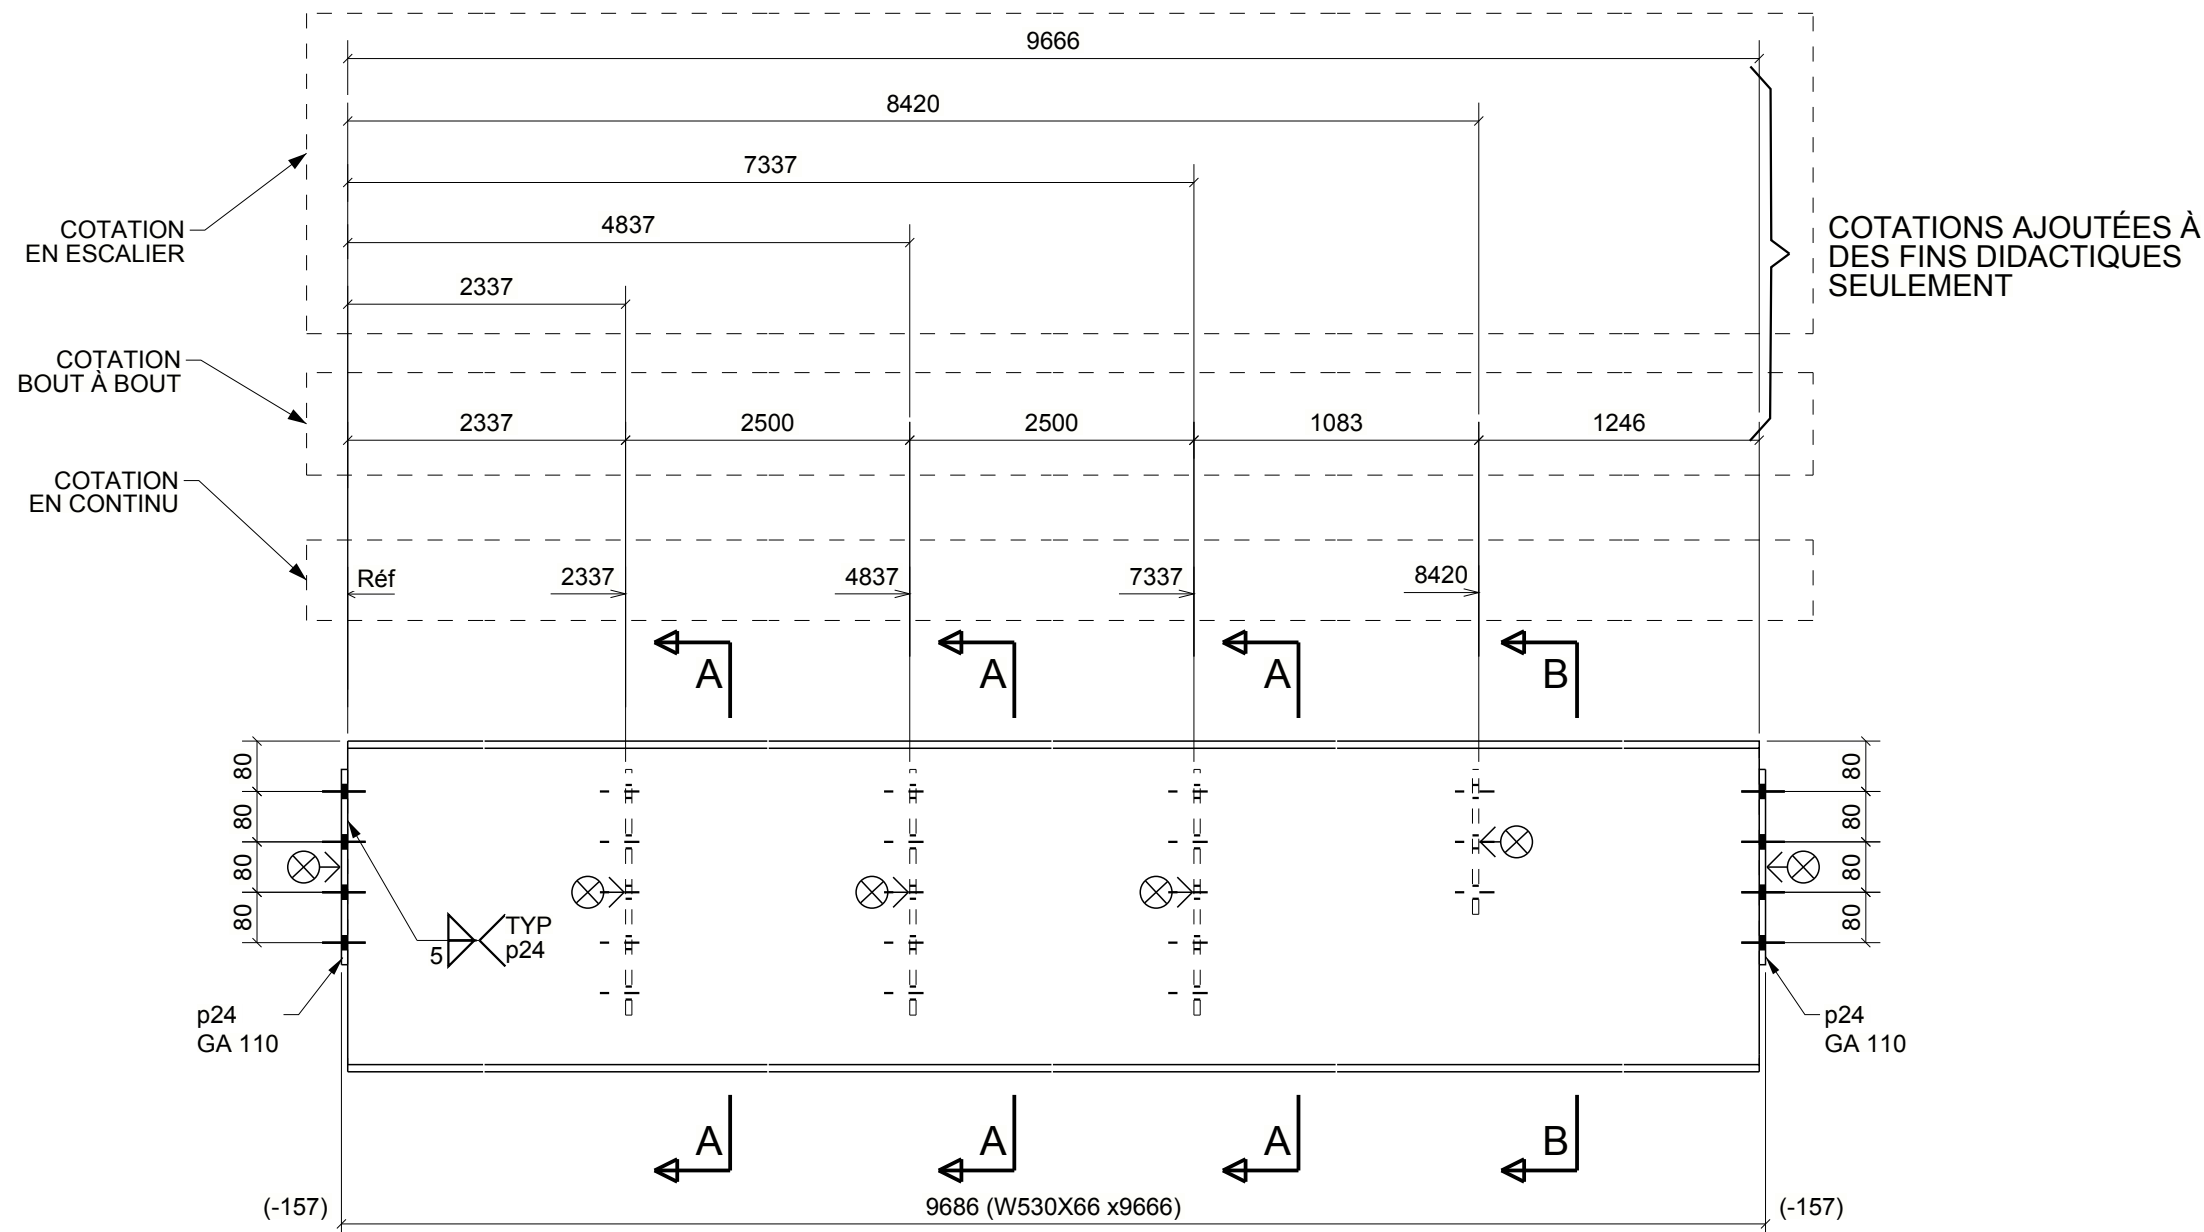 9666
8420
7337
4837
2337
COTATION
EN ESCALIER
COTATIONS AJOUTÉES À
DES FINS DIDACTIQUES
SEULEMENT
COTATION
BOUT À BOUT
2337 2500 2500 1083 1246
COTATION
EN CONTINU
Réf 2337 4837 7337 8420
A A A B
80 80
80 80
80 80
80 80
TYP
5 p24
p24
GA 110
p24
GA 110
A A A B
(-157) 9686 (W530X66 x9666) (-157)